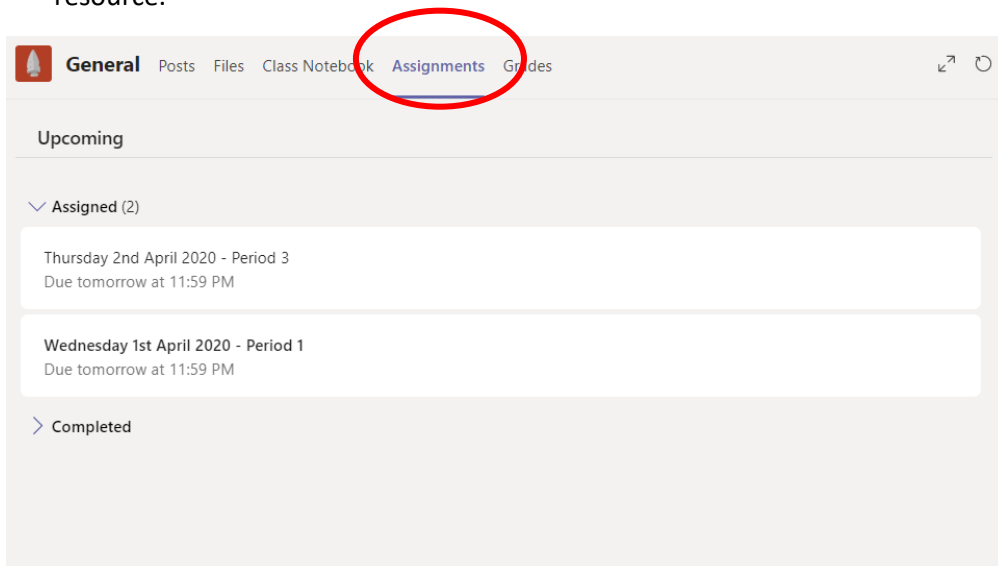 resource.
General Posts Files Class Notebook Assignments Grades
Upcoming
Assigned (2)
Thursday 2nd April 2020 - Period 3
Due tomorrow at 11:59 PM
Wednesday 1st April 2020 - Period 1
Due tomorrow at 11:59 PM
Completed